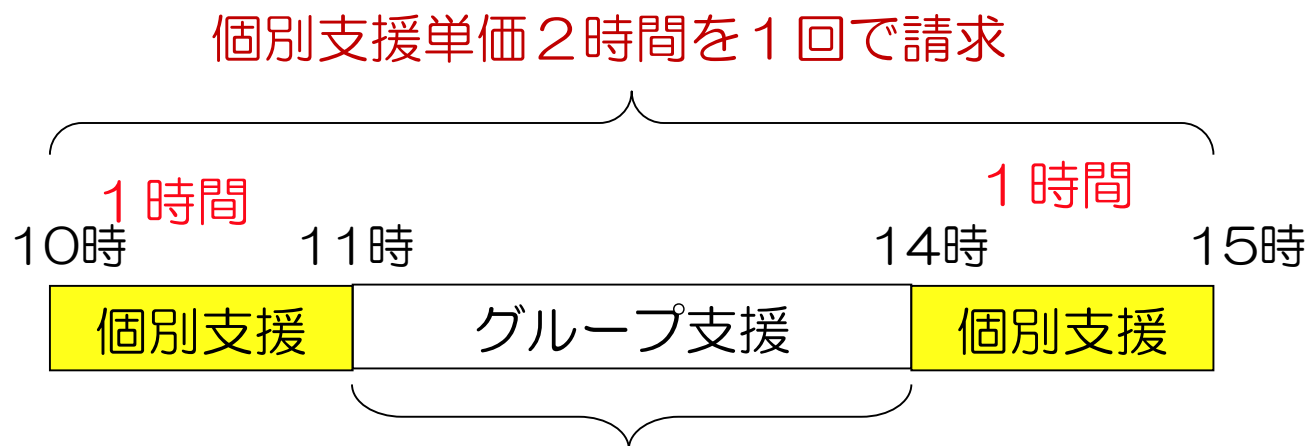 個別支援単価２時間を１回で請求
１時間
１時間
10時
11時
14時
15時
個別支援
グループ支援
個別支援